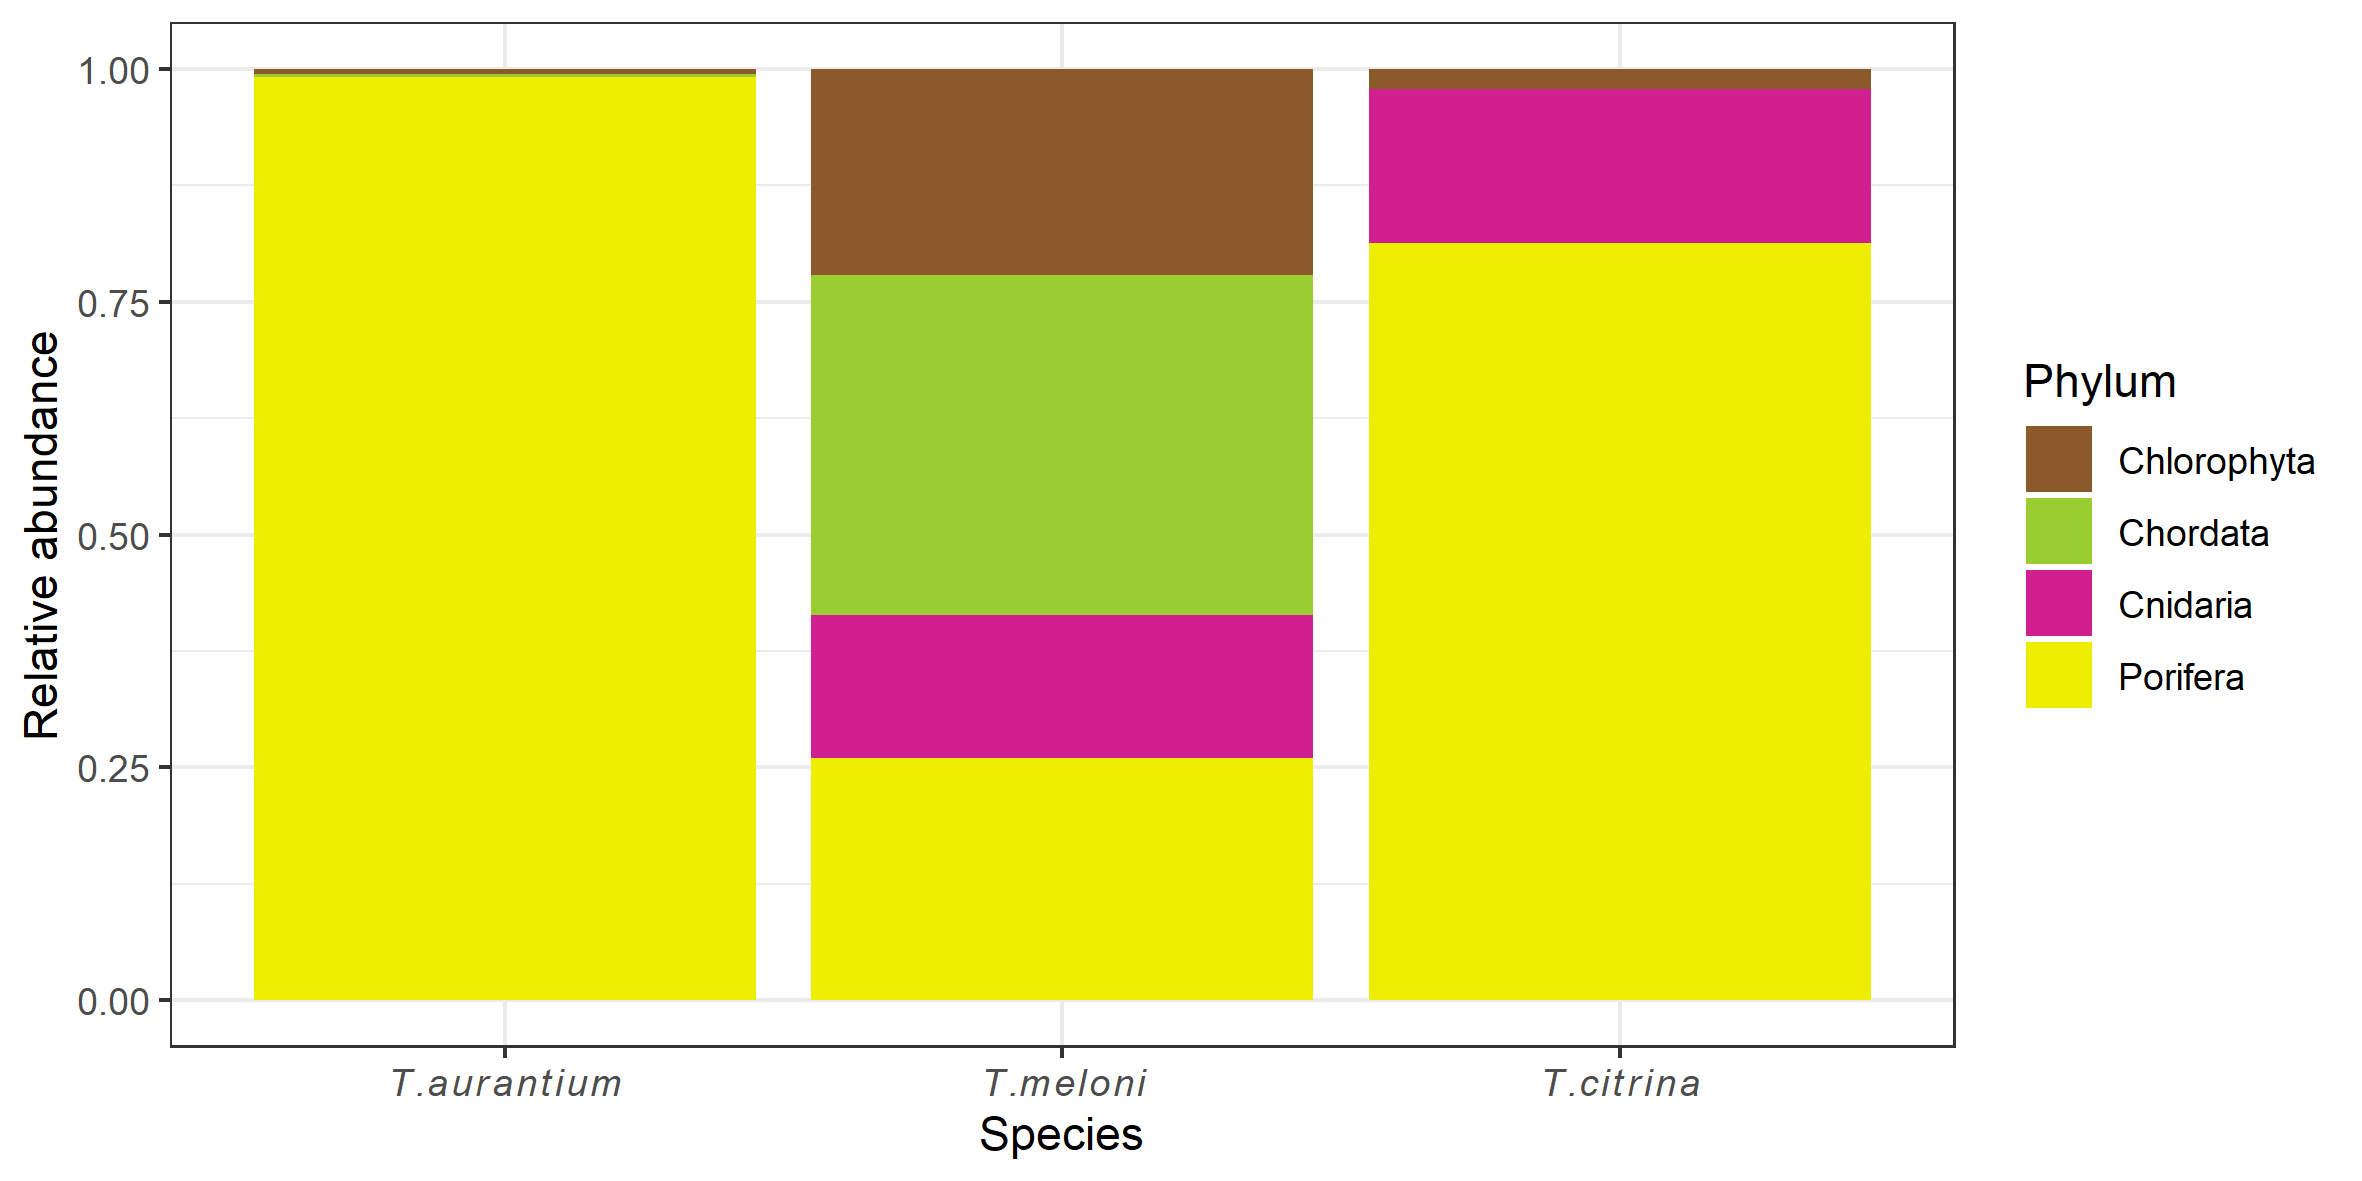 Relative abundance
1.00
0.75
0.50
0.25
0.00
T.aurantium
T.meloni
T.citrina
Species
Phylum
Chlorophyta
Chordata
Cnidaria
Porifera